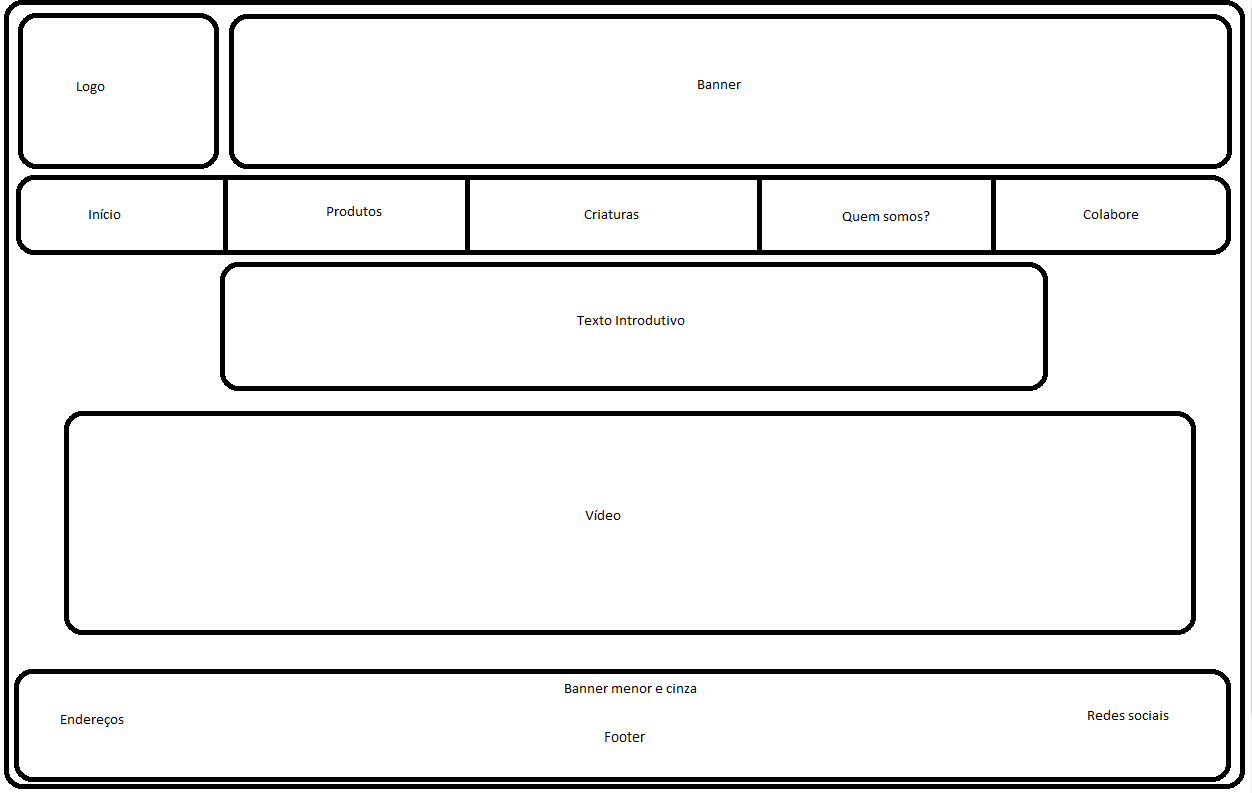 Logo
Banner
Início
Produtos
Criaturas
Quem somos?
Colabore
Texto Introdutivo
Vídeo
Banner menor e cinza
Endereços
Redes sociais
Footer